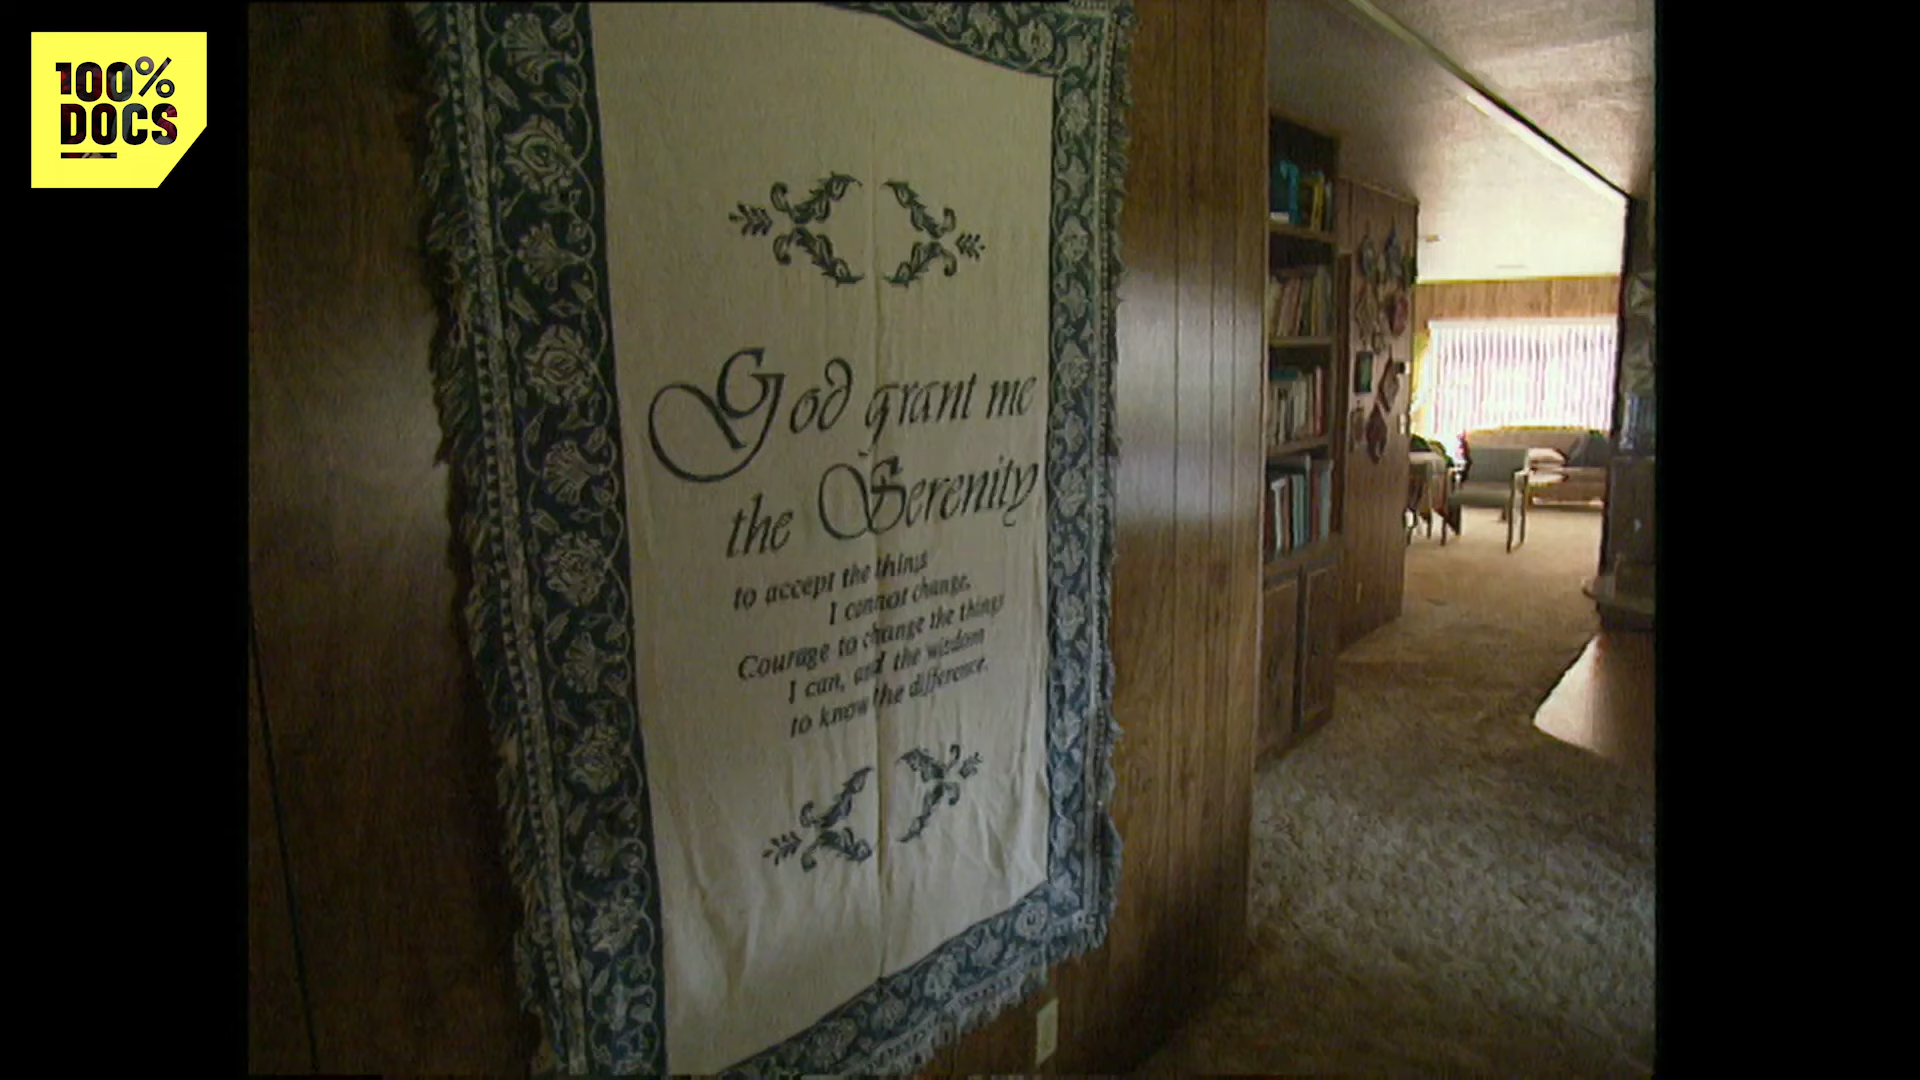 100%
DOCS
God grant me
the Serenity
to accept the things
I cannot change,
Courage to change the things
I can, and the wisdom
to know the difference.